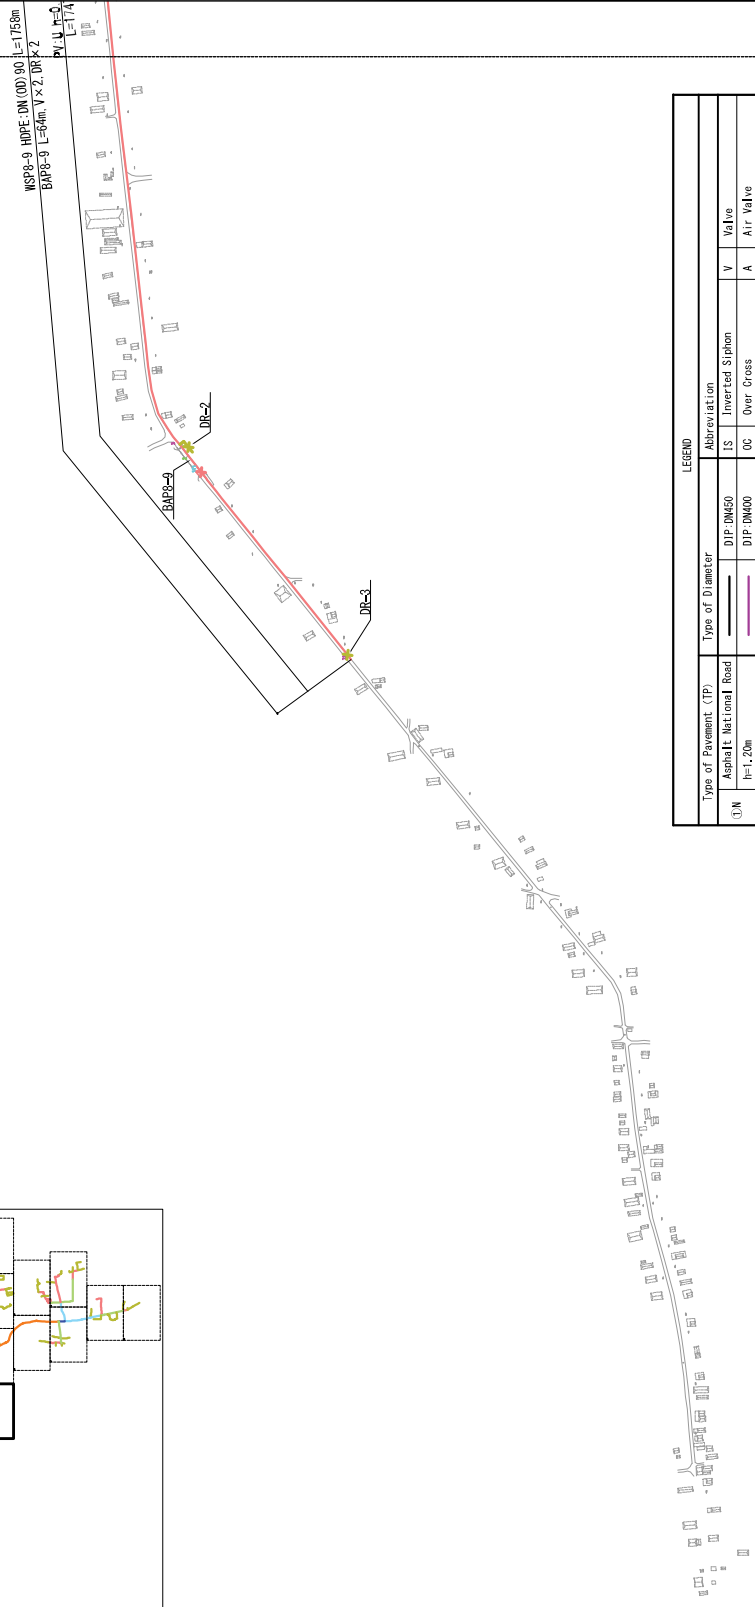 WSP8-9 HDPE:DN(OD)90 L=1758m
BAP8-9 L=64m, V×2, DR×2
L=174
DR-2
BAP8-9
DR-3
LEGEND
Type of Pavement (TP)
Type of Diameter
Abbreviation
①N
Asphalt National Road
DIP:DN450
IS
Inverted Siphon
V
Valve
h=1.20m
DIP:DN400
OC
Over Cross
A
Air Valve